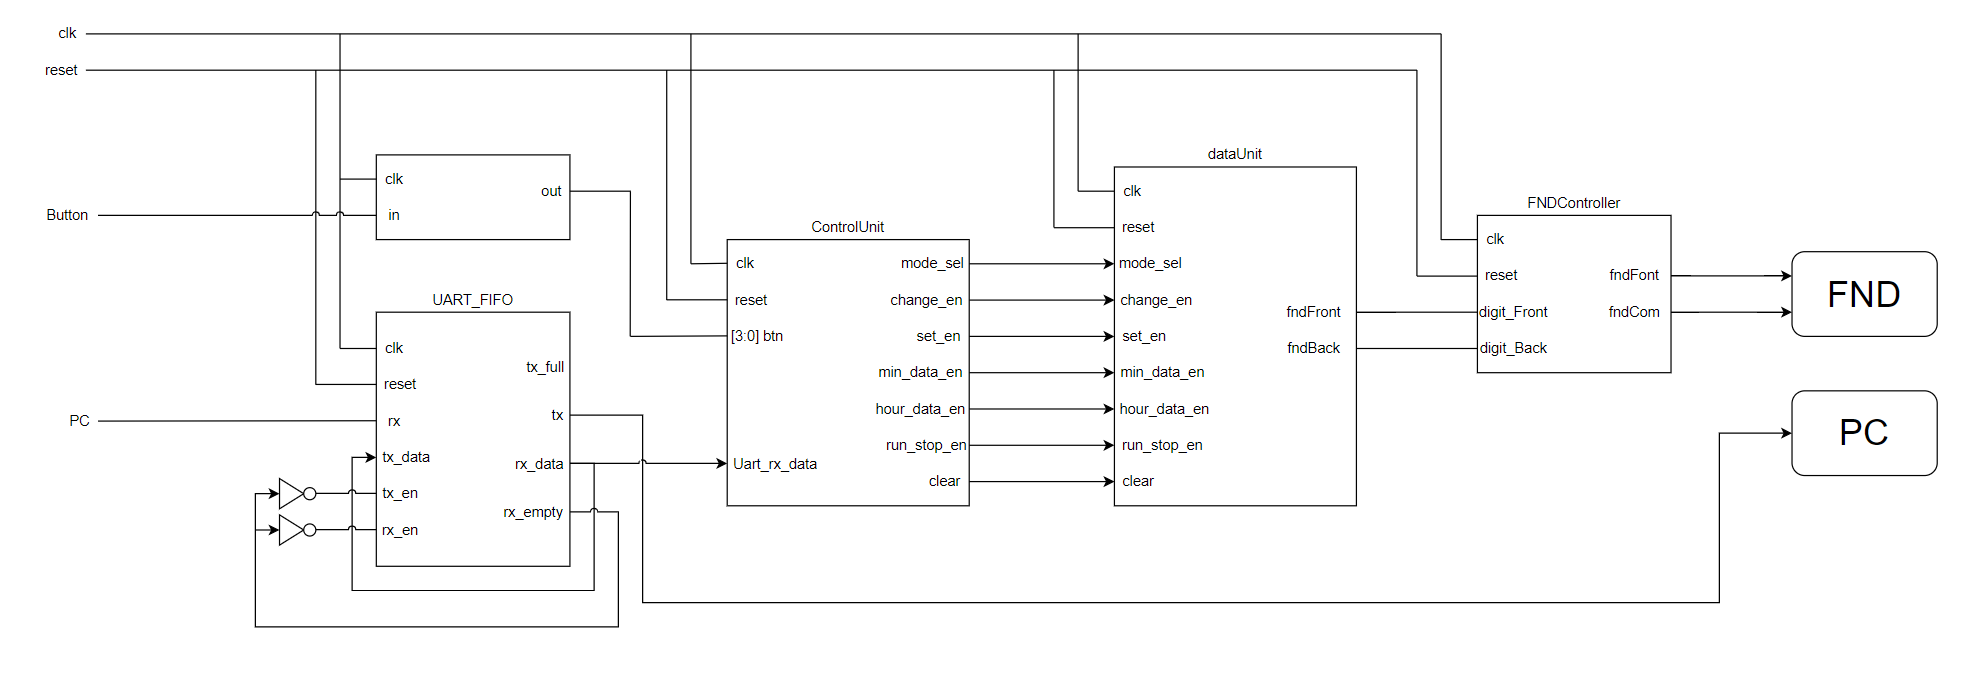 clk
reset
Button
PC
clk
in
out
UART_FIFO
clk
reset
rx
tx_data
tx_en
rx_en
tx_full
tx
rx_data
rx_empty
ControlUnit
clk
reset
[3:0] btn
Uart_rx_data
mode_sel
change_en
set_en
min_data_en
hour_data_en
run_stop_en
clear
dataUnit
clk
reset
mode_sel
change_en
set_en
min_data_en
hour_data_en
run_stop_en
clear
fndFront
fndBack
FNDController
clk
reset
digit_Front
digit_Back
fndFont
fndCom
FND
PC